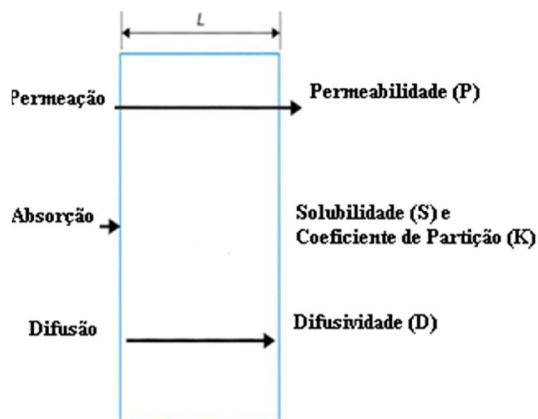 L
Permeação
Permeabilidade (P)
Absorção
Solubilidade (S) e
Coeficiente de Partição (K)
Difusão
Difusividade (D)